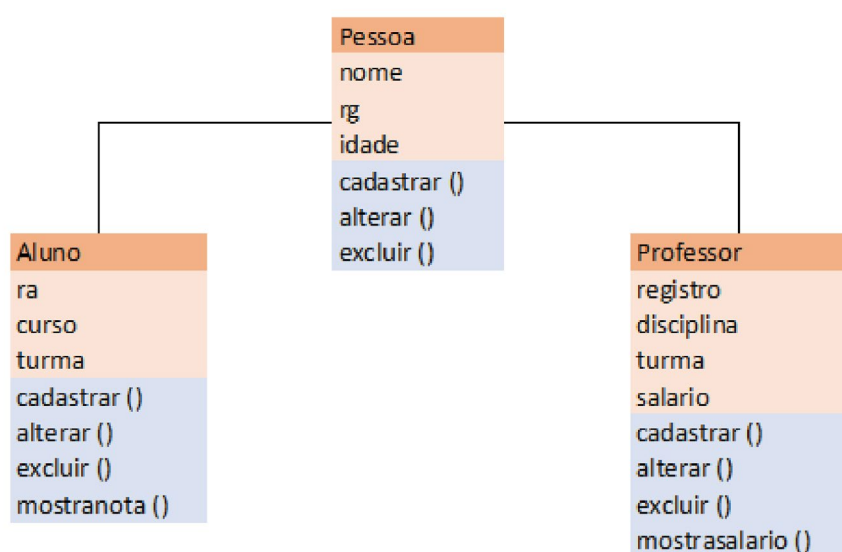 Pessoa
nome
rg
idade
cadastrar ()
alterar ()
excluir ()
Aluno
ra
curso
turma
cadastrar ()
alterar ()
excluir ()
mostranota ()
Professor
registro
disciplina
turma
salario
cadastrar ()
alterar ()
excluir ()
mostrasalario ()